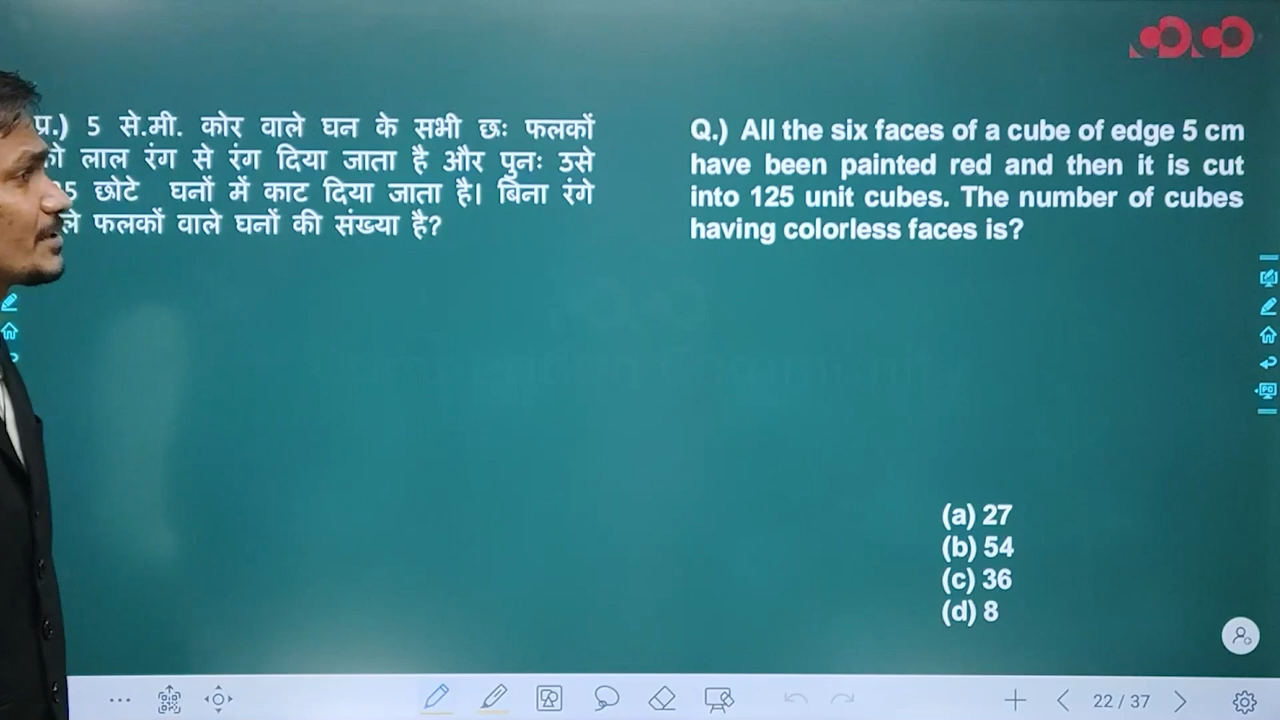 प्र.) 5 से.मी. कोर वाले घन के सभी छः फलकों
लाल रंग से रंग दिया जाता है और पुनः उसे
छोटे घनों में काट दिया जाता है। बिना रंगे
फलकों वाले घनों की संख्या है?
Q.) All the six faces of a cube of edge 5 cm
have been painted red and then it is cut
into 125 unit cubes. The number of cubes
having colorless faces is?
(a) 27
(b) 54
(c) 36
(d) 8
22 / 37